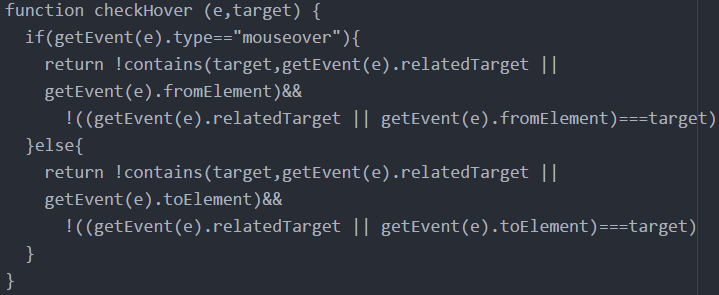 function checkHover (e,target) {
if(getEvent(e).type=="mouseover"){
return !contains(target,getEvent(e).relatedTarget ||
getEvent(e).fromElement)&&
!((getEvent(e).relatedTarget || getEvent(e).fromElement)===target)
}else{
return !contains(target,getEvent(e).relatedTarget ||
getEvent(e).toElement)&&
!((getEvent(e).relatedTarget || getEvent(e).toElement)===target)
}
}